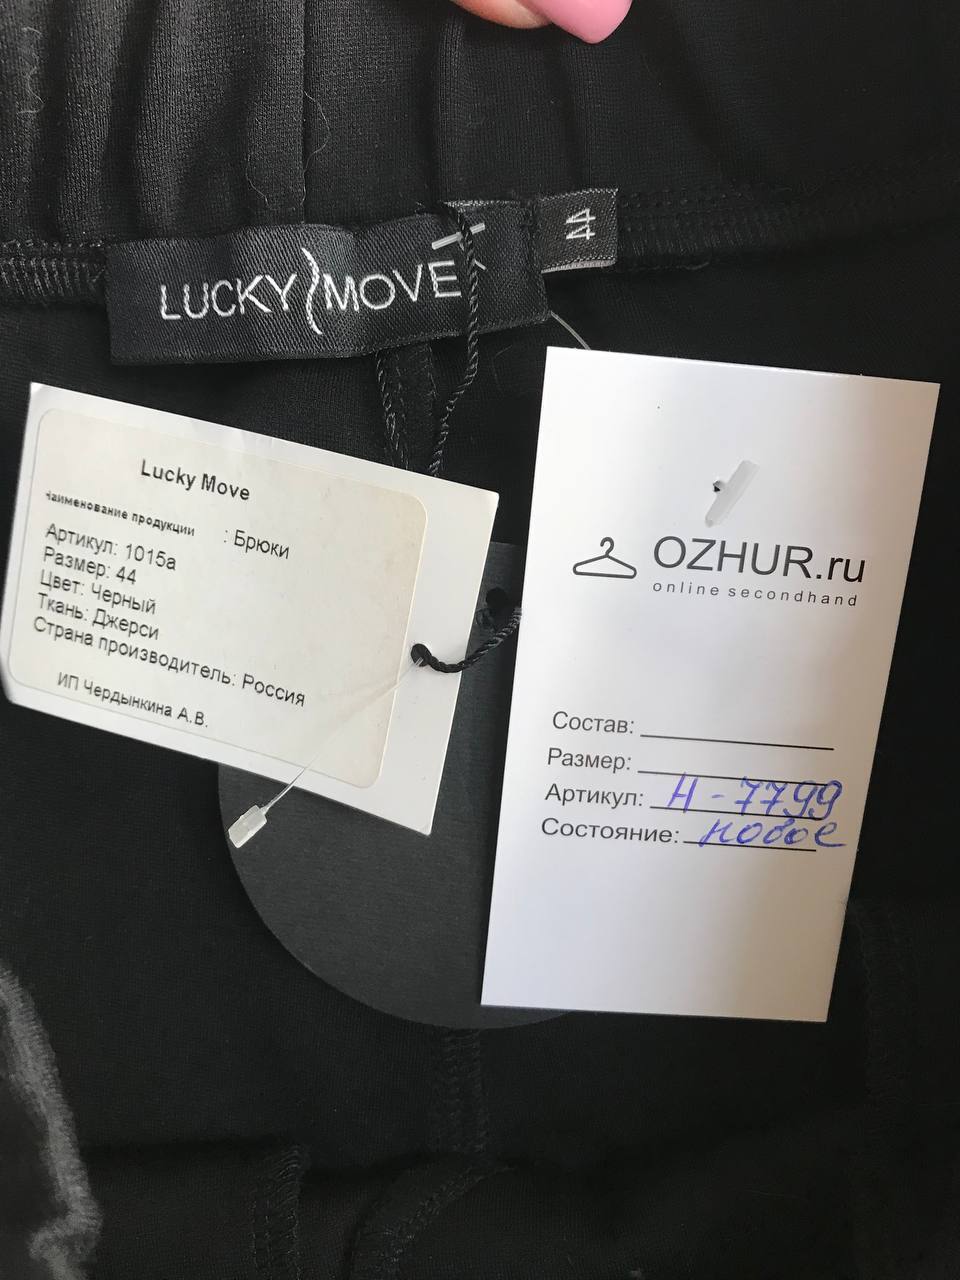 LUCKY MOVE
44
Lucky Move
Наименование продукции : Брюки
Артикул: 1015а
Размер: 44
Цвет: Черный
Ткань: Джерси
Страна производитель: Россия
ИП Чердынкина А.В.
OZHUR.ru
online secondhand
Состав:
Размер:
Артикул: Н-7799
Состояние: новое